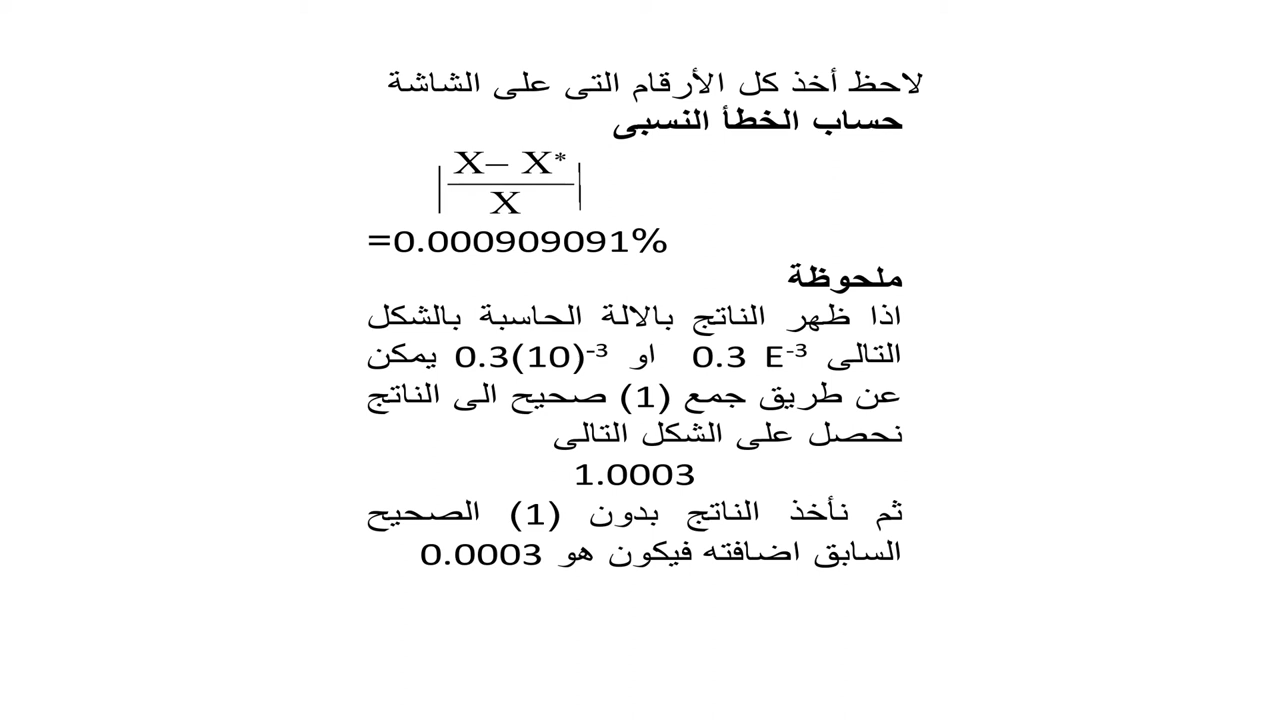 لاحظ أخذ كل الأرقام التى على الشاشة
حساب الخطأ النسبى
|X– X*
X|
=0.000909091%
ملحوظة
اذا ظهر الناتج بالالة الحاسبة بالشكل
التالى 0.3 E-3 او 0.3(10)-3 يمكن
عن طريق جمع (1) صحيح الى الناتج
نحصل على الشكل التالى
1.0003
ثم نأخذ الناتج بدون (1) الصحيح
السابق اضافته فيكون هو 0.0003